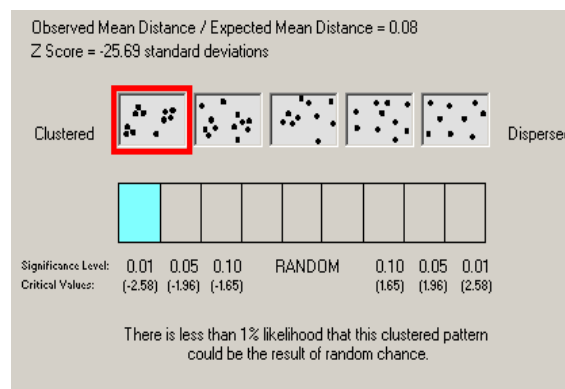 Observed Mean Distance / Expected Mean Distance = 0.08
Z Score = -25.69 standard deviations
Clustered Dispersed
Significance Level: 0.01 0.05 0.10 RANDOM 0.10 0.05 0.01
Critical Values: (-2.58) (-1.96) (-1.65) (1.65) (1.96) (2.58)
There is less than 1% likelihood that this clustered pattern
could be the result of random chance.